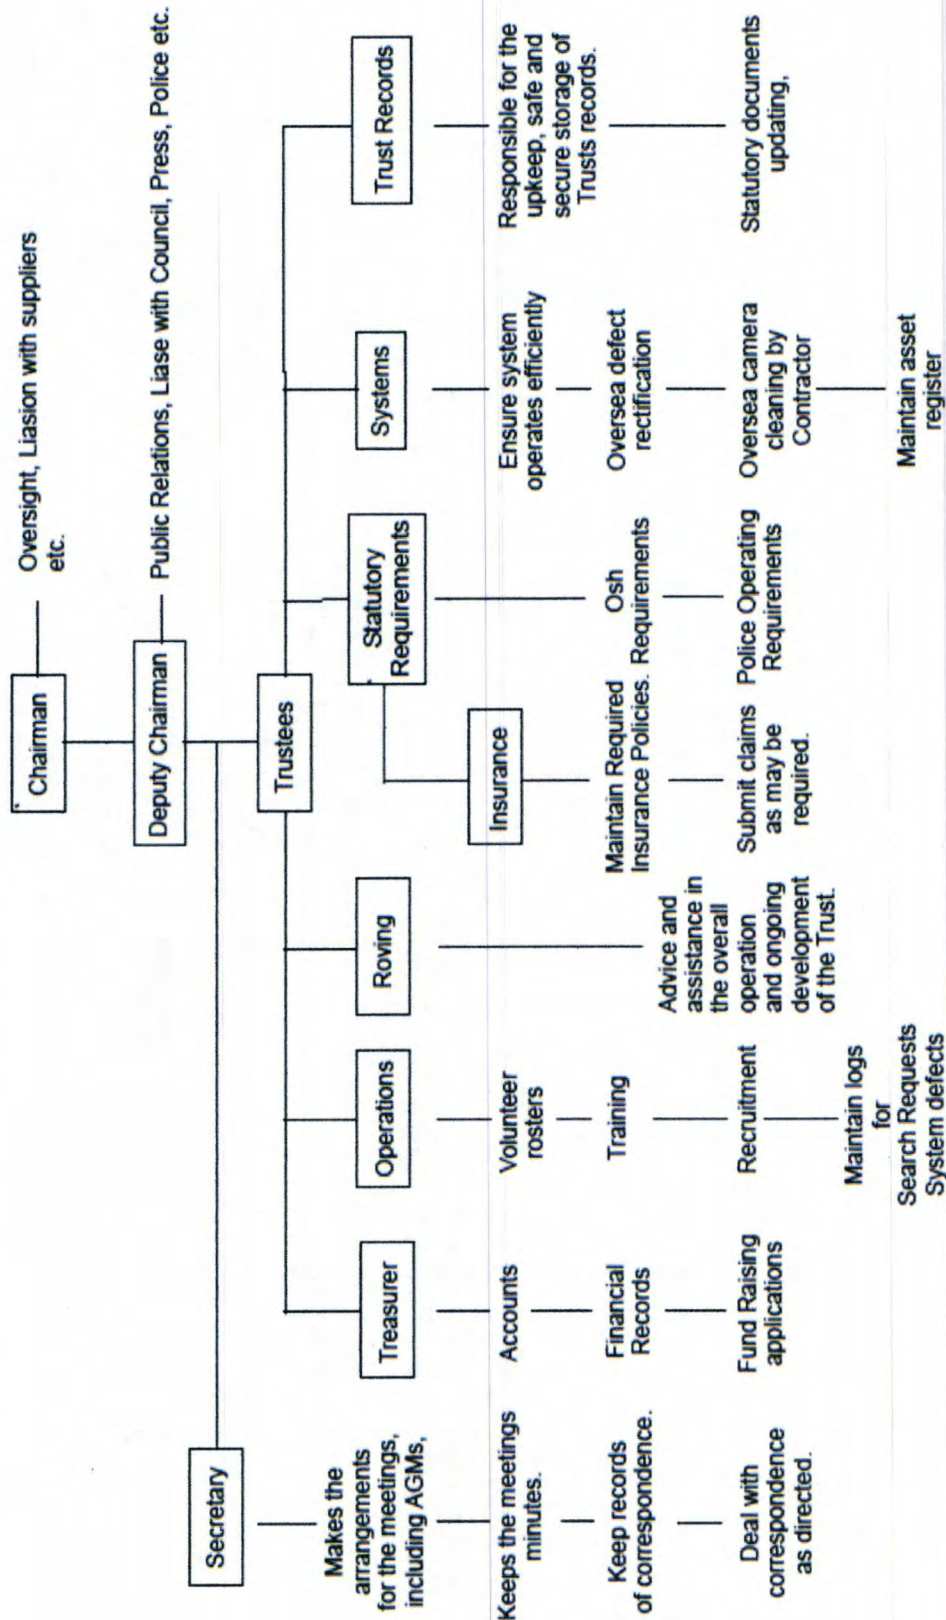 Chairman
Oversight, Liasion with suppliers
etc.
Deputy Chairman
Public Relations, Liase with Council, Press, Police etc.
Secretary
Makes the
arrangements
for the meetings,
including AGMs,
Keeps the meetings
minutes.
Keep records
of correspondence.
Deal with
correspondence
as directed.
Trustees
Treasurer
Accounts
Financial
Records
Fund Raising
applications
Operations
Volunteer
rosters
Training
Recruitment
Maintain logs
for
Search Requests
System defects
Roving
Advice and
assistance in
the overall
operation
and ongoing
development
of the Trust.
Statutory
Requirements
Insurance
Maintain Required
Insurance Policies.
Submit claims
as may be
required.
Osh
Requirements
Police Operating
Requirements
Systems
Ensure system
operates efficiently
Oversea defect
rectification
Oversea camera
cleaning by
Contractor
Maintain asset
register
Trust Records
Responsible for the
upkeep, safe and
secure storage of
Trusts records.
Statutory documents
updating,